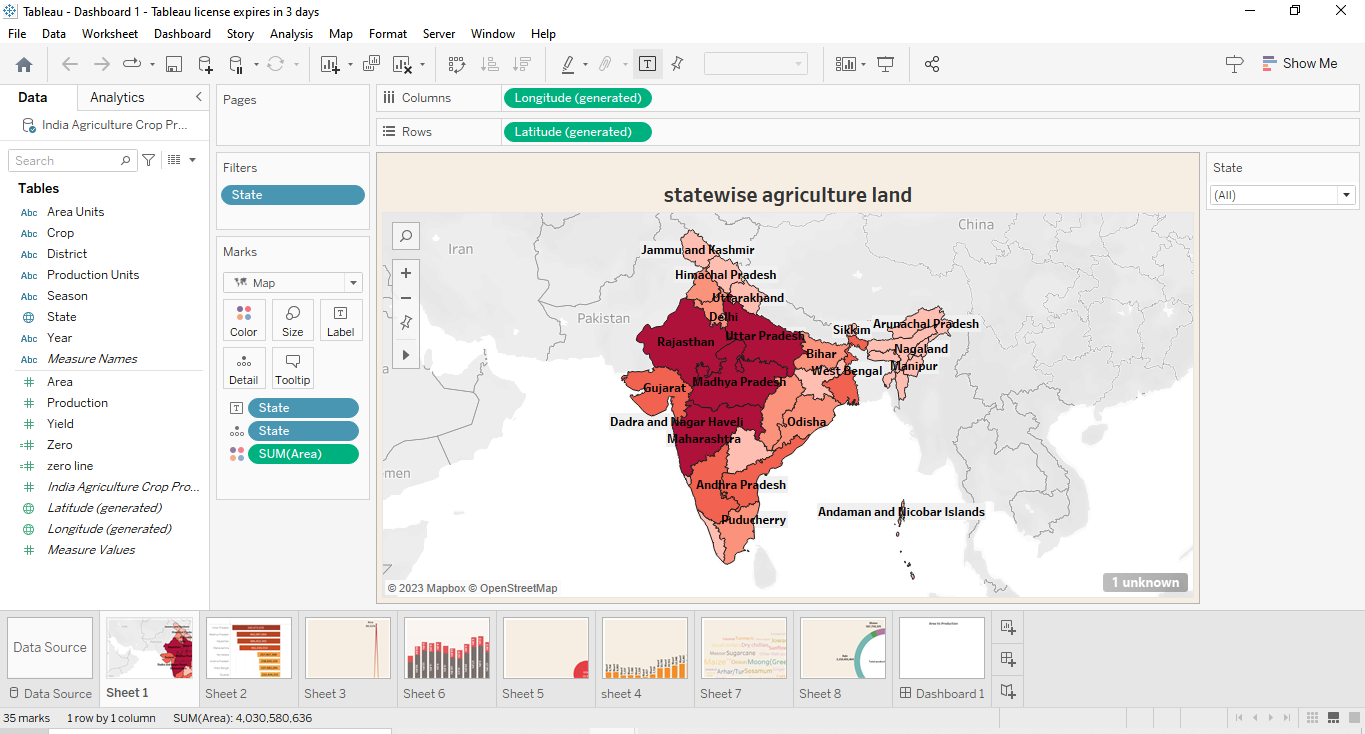 Tableau - Dashboard 1 - Tableau license expires in 3 days
File Data Worksheet Dashboard Story Analysis Map Format Server Window Help
Show Me
Data Analytics
India Agriculture Crop Pr...
Search
Tables
Abc Area Units
Abc Crop
Abc District
Abc Production Units
Abc Season
State
Abc Year
Abc Measure Names
Area
Production
Yield
Zero
zero line
India Agriculture Crop Pro...
Latitude (generated)
Longitude (generated)
Measure Values
Pages
Filters
State
Marks
Map
Color Size Label
Detail Tooltip
State
State
SUM(Area)
Columns Longitude (generated)
Rows Latitude (generated)
statewise agriculture land
Iran
China
Pakistan
men
Jammu and Kashmir
Himachal Pradesh
Uttarakhand
Delhi
Rajasthan
Uttar Pradesh
Sikkim
Arunachal Pradesh
Bihar
Nagaland
West Bengal
Manipur
Gujarat
Madhya Pradesh
Dadra and Nagar Haveli
Odisha
Maharashtra
Andhra Pradesh
Puducherry
Andaman and Nicobar Islands
© 2023 Mapbox © OpenStreetMap
1 unknown
State
(All)
Data Source
Maize
Sugarcane
Moong(Gree
Arhar/Tur
Sesamum
Data Source Sheet 1 Sheet 2 Sheet 3 Sheet 6 Sheet 5 sheet 4 Sheet 7 Sheet 8 Dashboard 1
35 marks 1 row by 1 column SUM(Area): 4,030,580,636